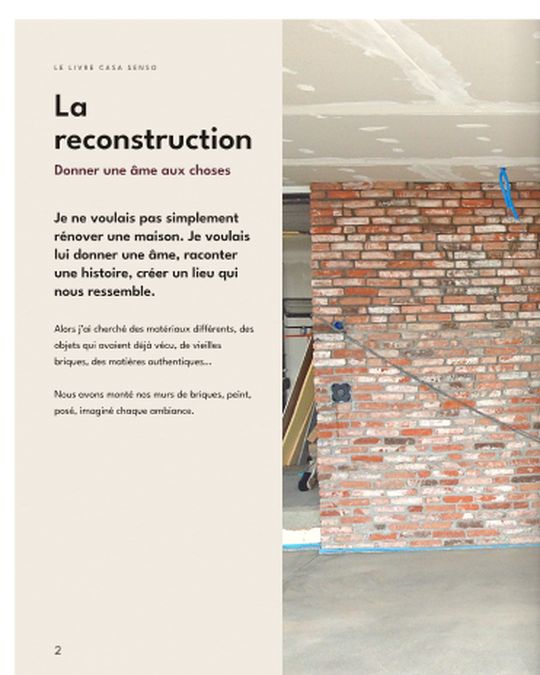 LE LIVRE CASA SENSO
La
reconstruction
Donner une âme aux choses
Je ne voulais pas simplement
rénover une maison. Je voulais
lui donner une âme, raconter
une histoire, créer un lieu qui
nous ressemble.
Alors j'ai cherché des matériaux différents, des
objets qui avaient déjà vécu, de vieilles
briques, des matières authentiques...
Nous avons monté nos murs de briques, peint,
posé, imaginé chaque ambiance.
2